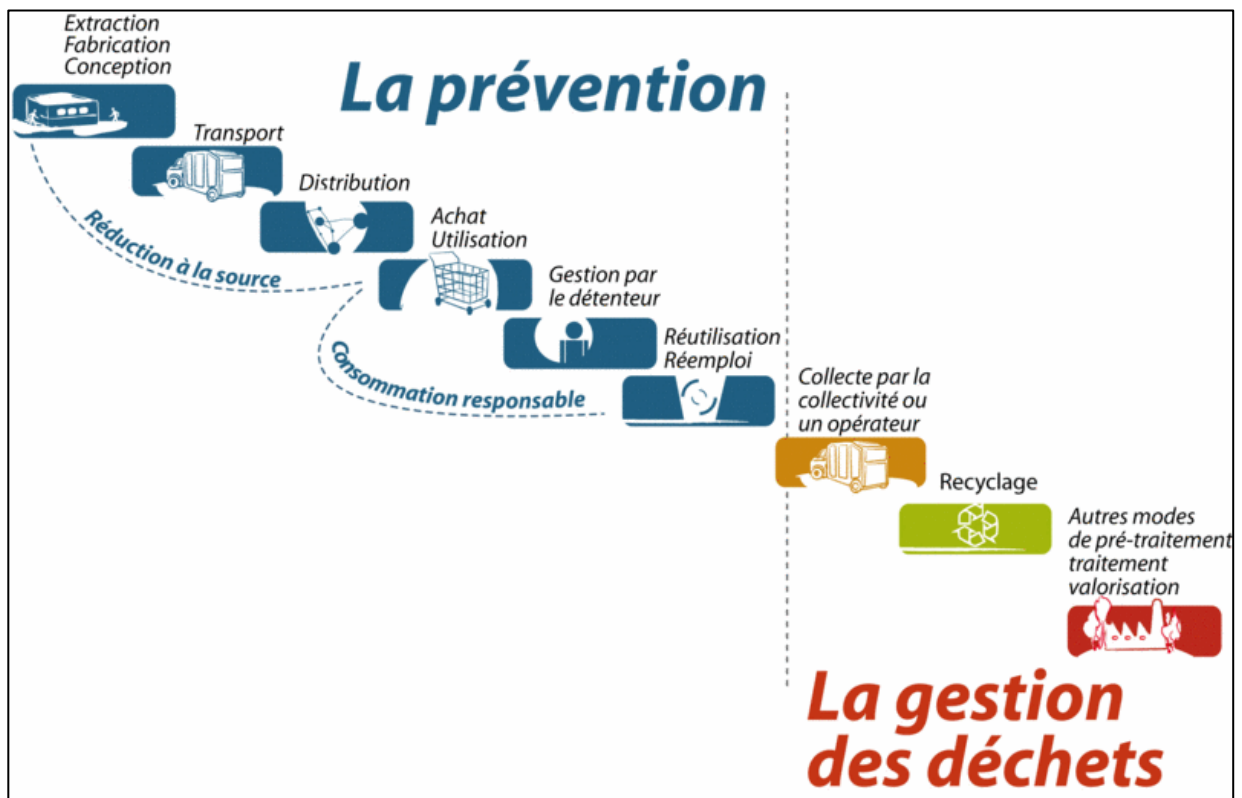 Extraction
Fabrication
Conception
La prévention
Transport
Distribution
Réduction à la source
Achat
Utilisation
Gestion par
le détenteur
Consommation responsable
Réutilisation
Réemploi
Collecte par la
collectivité ou
un opérateur
Recyclage
Autres modes
de pré-traitement
traitement
valorisation
La gestion
des déchets